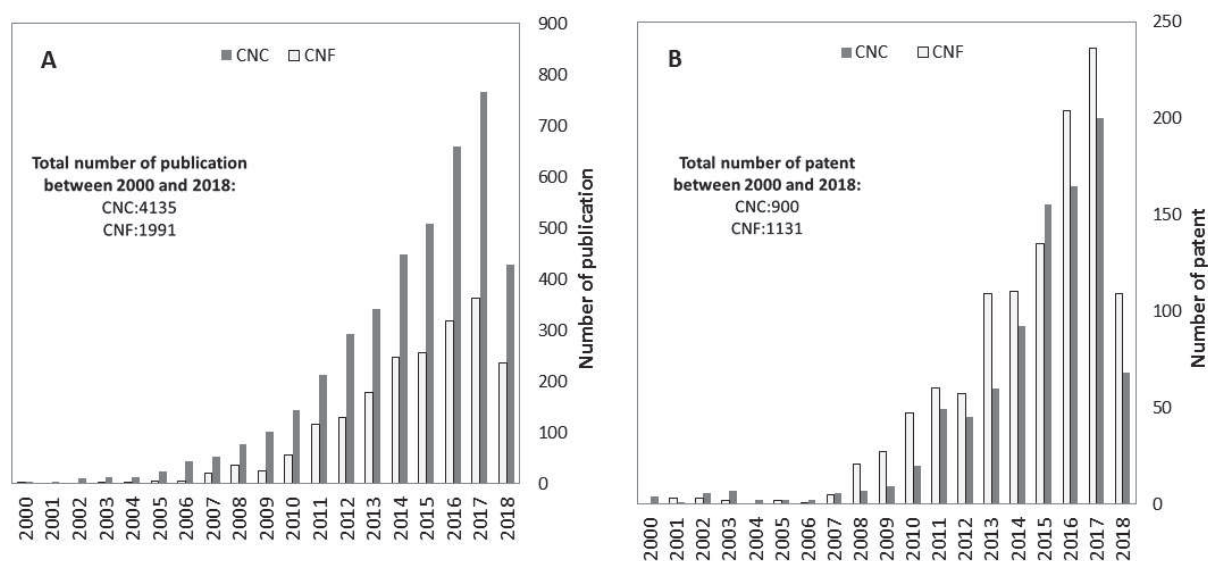 A
CNC CNF
Total number of publication
between 2000 and 2018:
CNC:4135
CNF:1991
900
800
700
600
500
400
300
200
100
0
Number of publication
2000 2001 2002 2003 2004 2005 2006 2007 2008 2009 2010 2011 2012 2013 2014 2015 2016 2017 2018
B
CNC CNF
Total number of patent
between 2000 and 2018:
CNC:900
CNF:1131
250
200
150
100
50
0
Number of patent
2000 2001 2002 2003 2004 2005 2006 2007 2008 2009 2010 2011 2012 2013 2014 2015 2016 2017 2018